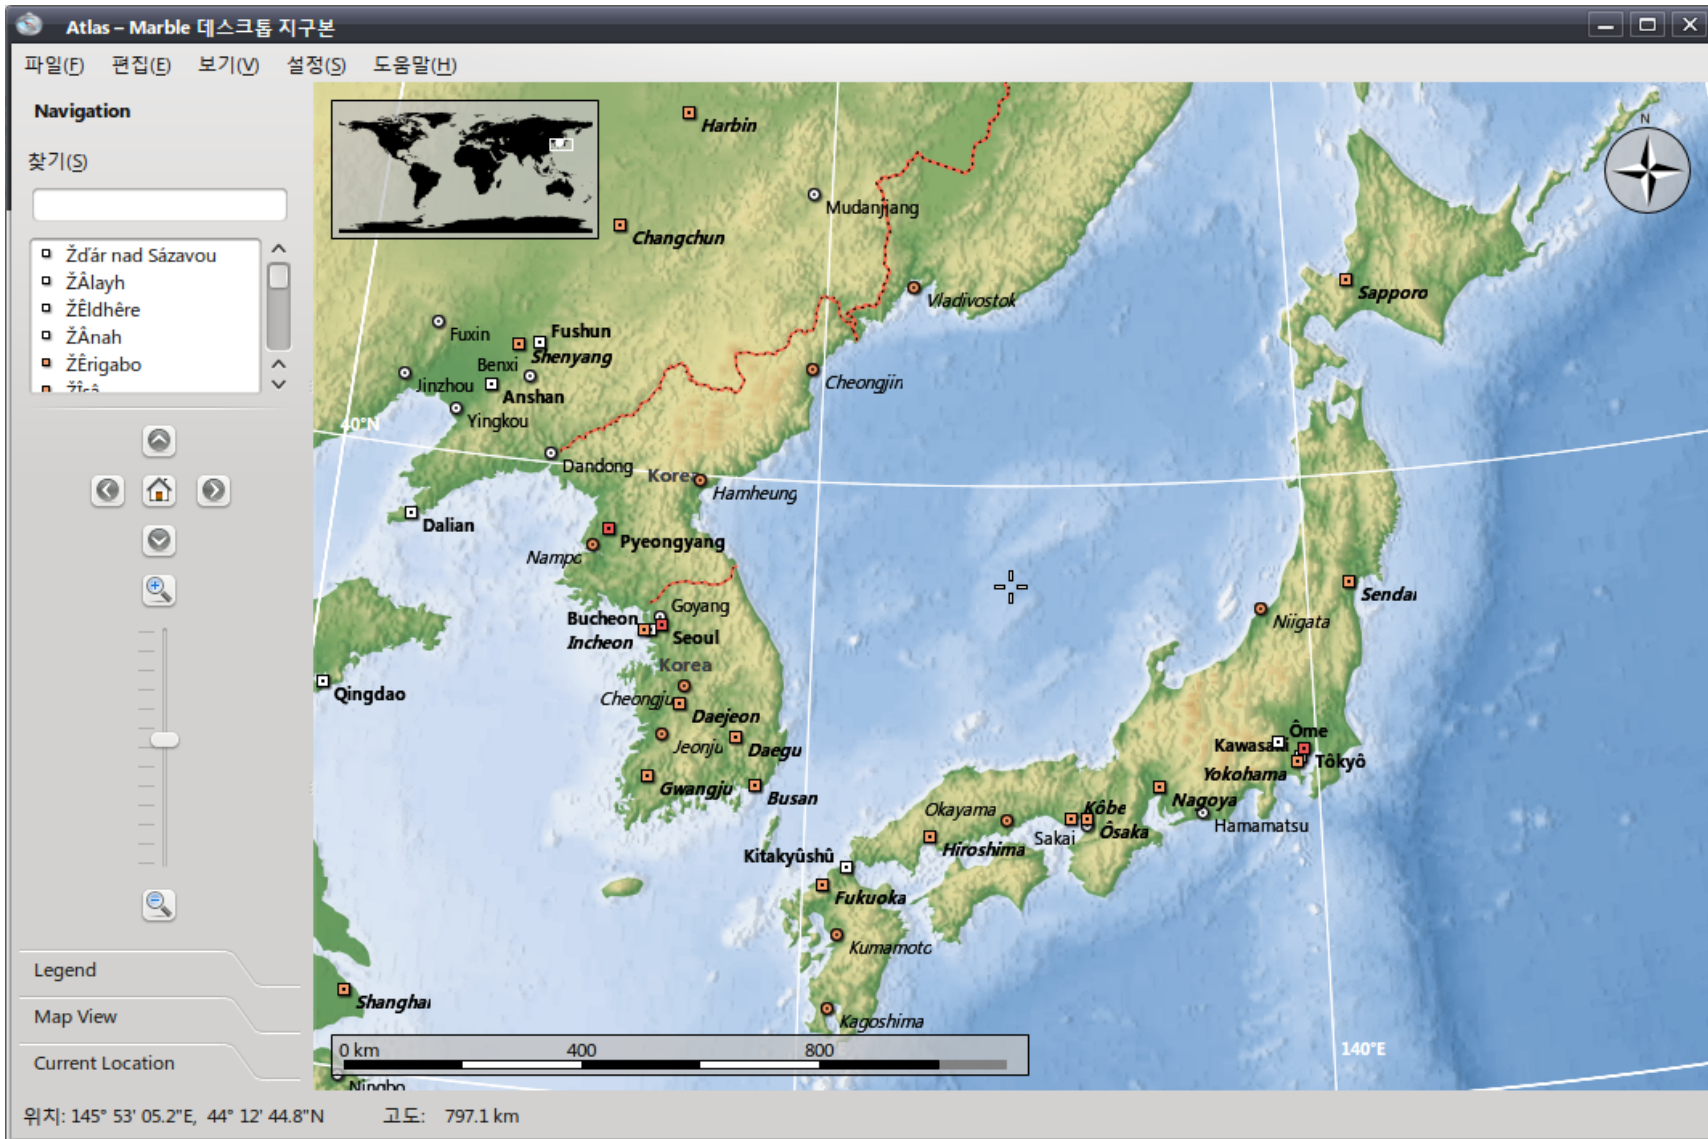 Atlas – Marble 데스크톱 지구본
파일(F) 편집(E) 보기(V) 설정(S) 도움말(H)
Navigation
찾기(S)
Žďár nad Sázavou
ŽÂlayh
ŽÊldhêre
ŽÂnah
ŽÊrigabo
Legend
Map View
Current Location
N
Harbin
Mudanjiang
Changchun
Vladivostok
Sapporo
Fuxin
Fushun
Benxi
Shenyang
Jinzhou
Anshan
Cheongjin
Yingkou
40°N
Dandong
Korea
Hamheung
Dalian
Pyeongyang
Nampo
Sendai
Goyang
Bucheon
Niigata
Incheon
Seoul
Korea
Qingdao
Cheongju
Daejeon
Ôme
Kawasaki
Jeonju
Daegu
Tôkyô
Yokohama
Gwangju
Busan
Nagoya
Okayama
Kôbe
Hamamatsu
Sakai
Ôsaka
Hiroshima
Kitakyûshû
Fukuoka
Kumamoto
Shanghai
Kagoshima
0 km 400 800
140°E
Ningbo
위치: 145° 53' 05.2"E, 44° 12' 44.8"N 고도: 797.1 km